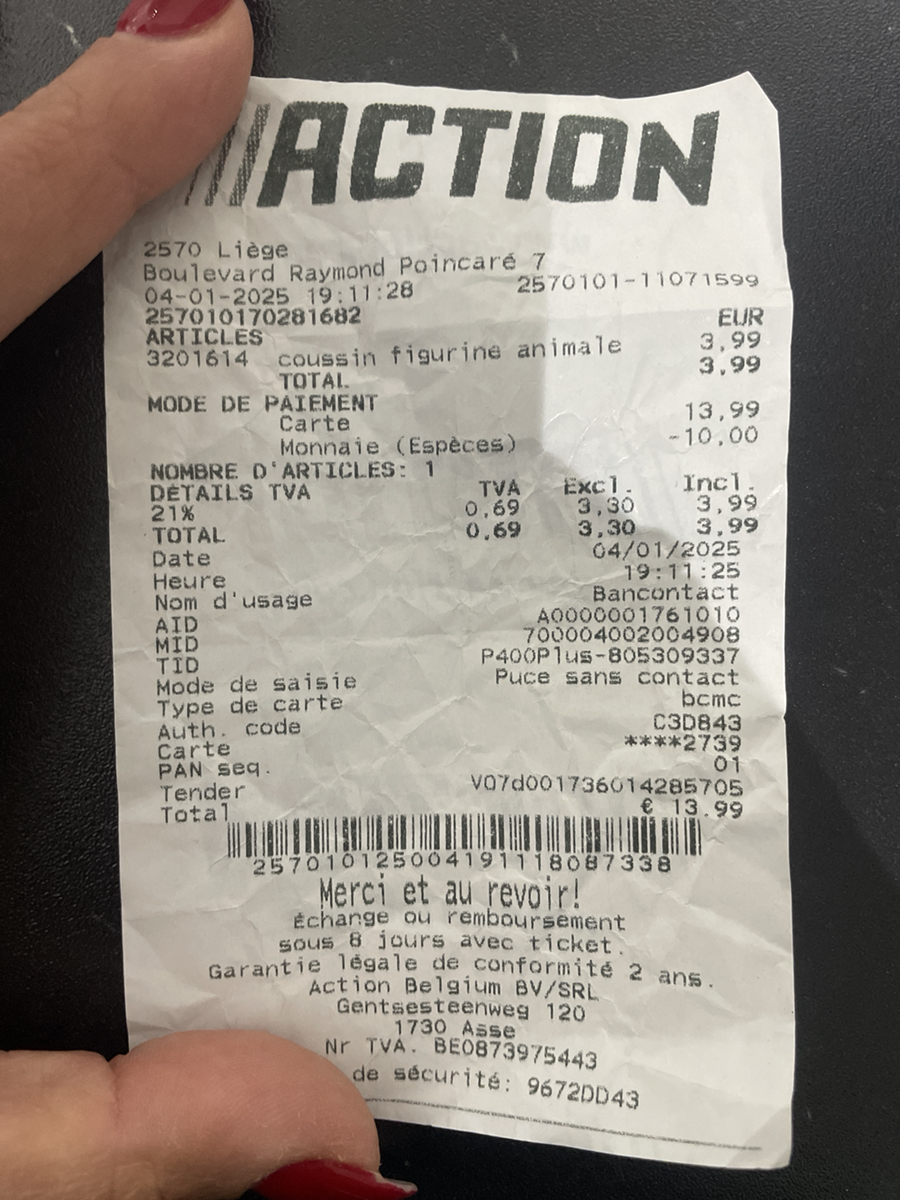 ACTION
2570 Liège
Boulevard Raymond Poincaré 7
04-01-2025 19:11:28 2570101-11071599
257010170281682 EUR
ARTICLES 3,99
3201614 coussin figurine animale 3,99
TOTAL
MODE DE PAIEMENT
Carte 13,99
Monnaie (Espèces) -10,00
NOMBRE D'ARTICLES: 1
DÉTAILS TVA TVA Excl. Incl.
21% 0,69 3,30 3,99
TOTAL 0,69 3,30 3,99
Date 04/01/2025
Heure 19:11:25
Nom d'usage Bancontact
AID A0000001761010
MID 700004002004908
TID P400Plus-805309337
Mode de saisie Puce sans contact
Type de carte bcmc
Auth. code C3D843
Carte ****2739
PAN seq. 01
Tender V07d001736014285705
Total € 13.99
257010125004191118087338
Merci et au revoir!
Échange ou remboursement
sous 8 jours avec ticket.
Garantie légale de conformité 2 ans.
Action Belgium BV/SRL
Gentsesteenweg 120
1730 Asse
Nr TVA. BE0873975443
de sécurité: 9672DD43